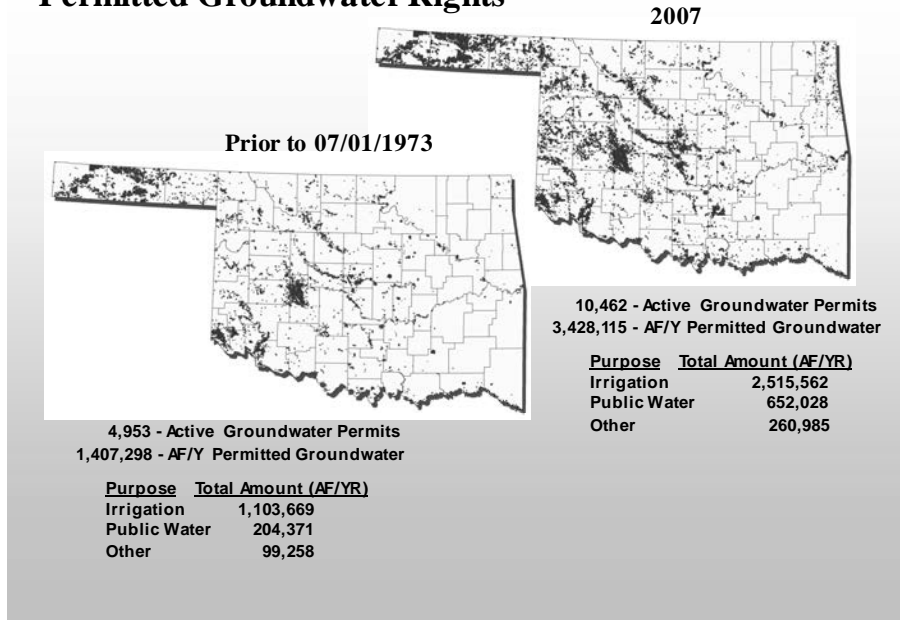 Permitted Groundwater Rights
2007
Prior to 07/01/1973
10,462 - Active Groundwater Permits
3,428,115 - AF/Y Permitted Groundwater
Purpose Total Amount (AF/YR)
Irrigation 2,515,562
Public Water 652,028
Other 260,985
4,953 - Active Groundwater Permits
1,407,298 - AF/Y Permitted Groundwater
Purpose Total Amount (AF/YR)
Irrigation 1,103,669
Public Water 204,371
Other 99,258